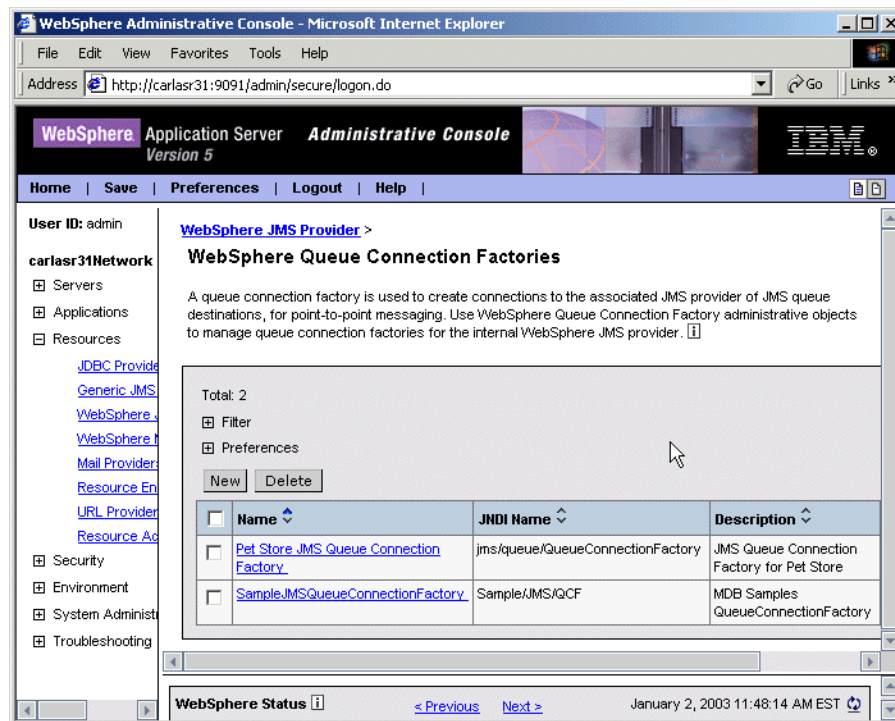 WebSphere Administrative Console - Microsoft Internet Explorer
File Edit View Favorites Tools Help
Address http://carlasr31:9091/admin/secure/logon.do Go Links »
WebSphere Application Server Administrative Console
Version 5
IBM®
Home | Save | Preferences | Logout | Help |
User ID: admin
carlasr31Network
Servers
Applications
Resources
JDBC Provide
Generic JMS
WebSphere J
WebSphere M
Mail Provider
Resource En
URL Provider
Resource Ad
Security
Environment
System Administ
Troubleshooting
WebSphere JMS Provider >
WebSphere Queue Connection Factories
A queue connection factory is used to create connections to the associated JMS provider of JMS queue
destinations, for point-to-point messaging. Use WebSphere Queue Connection Factory administrative objects
to manage queue connection factories for the internal WebSphere JMS provider. i
Total: 2
Filter
Preferences
New Delete
Name JNDI Name Description
Pet Store JMS Queue Connection
Factory
jms/queue/QueueConnectionFactory
JMS Queue Connection
Factory for Pet Store
SampleJMSQueueConnectionFactory
Sample/JMS/QCF
MDB Samples
QueueConnectionFactory
WebSphere Status i < Previous Next > January 2, 2003 11:48:14 AM EST